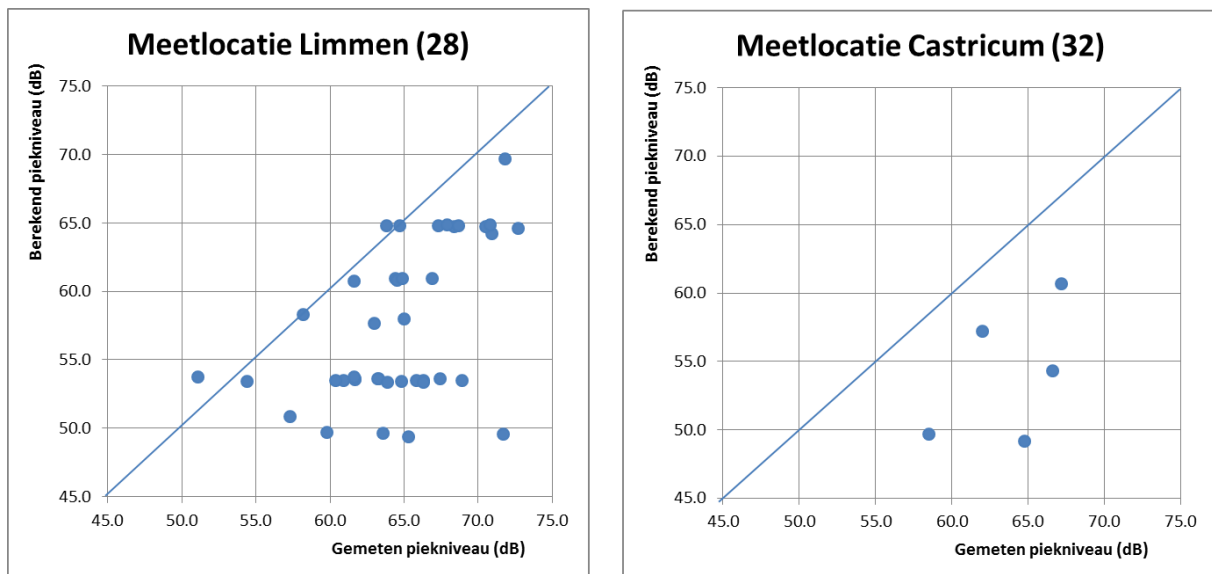 Meetlocatie Limmen (28)
Berekend piekniveau (dB)
75.0
70.0
65.0
60.0
55.0
50.0
45.0
45.0 50.0 55.0 60.0 65.0 70.0 75.0
Gemeten piekniveau (dB)
Meetlocatie Castricum (32)
Berekend piekniveau (dB)
75.0
70.0
65.0
60.0
55.0
50.0
45.0
45.0 50.0 55.0 60.0 65.0 70.0 75.0
Gemeten piekniveau (dB)